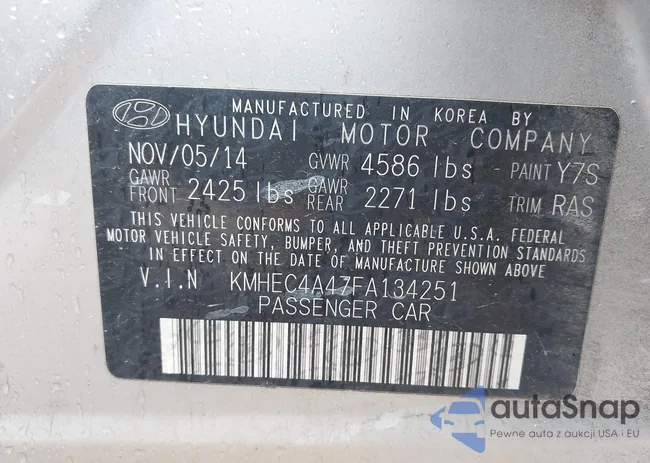 MANUFACTURED IN KOREA BY
HYUNDAI MOTOR COMPANY
NOV/05/14 GVWR 4586 lbs PAINT Y7S
GAWR FRONT 2425 lbs GAWR REAR 2271 lbs TRIM RAS
THIS VEHICLE CONFORMS TO ALL APPLICABLE U.S.A. FEDERAL
MOTOR VEHICLE SAFETY, BUMPER, AND THEFT PREVENTION STANDARDS
IN EFFECT ON THE DATE OF MANUFACTURE SHOWN ABOVE
V.I.N KMHEC4A47FA134251
PASSENGER CAR
autaSnap
Pewne auta z aukcji USA i EU